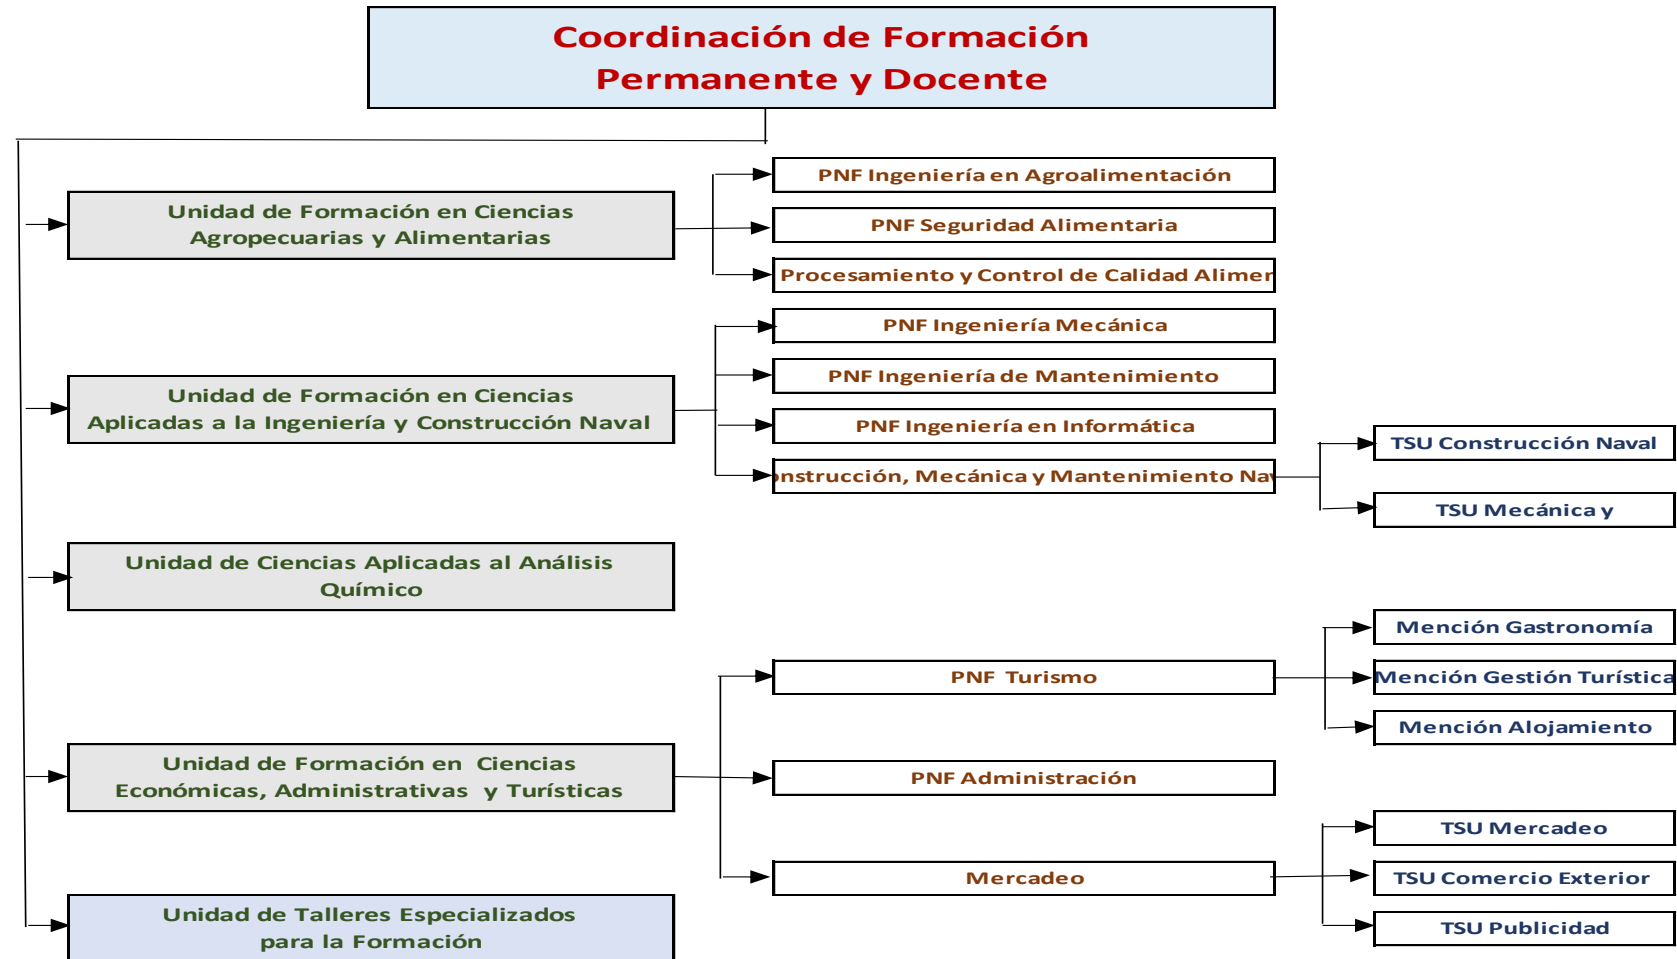 Coordinación de Formación
Permanente y Docente
Unidad de Formación en Ciencias
Agropecuarias y Alimentarias
PNF Ingeniería en Agroalimentación
PNF Seguridad Alimentaria
Procesamiento y Control de Calidad
Unidad de Formación en Ciencias
Aplicadas a la Ingeniería y Construcción Naval
PNF Ingeniería Mecánica
PNF Ingeniería de Mantenimiento
PNF Ingeniería en Informática
Mecánica y Mantenimiento
TSU Construcción Naval
TSU Mecánica y
Unidad de Ciencias Aplicadas al Análisis
Químico
Unidad de Formación en Ciencias
Económicas, Administrativas y Turísticas
PNF Turismo
Mención Gastronomía
Mención Gestión Turística
Mención Alojamiento
PNF Administración
Mercadeo
TSU Mercadeo
TSU Comercio Exterior
TSU Publicidad
Unidad de Talleres Especializados
para la Formación